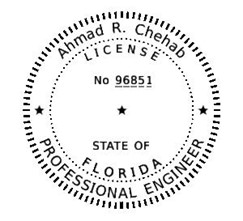 Ahmad R. Chehab
LICENSE
No 96851
STATE OF
FLORIDA
PROFESSIONAL ENGINEER